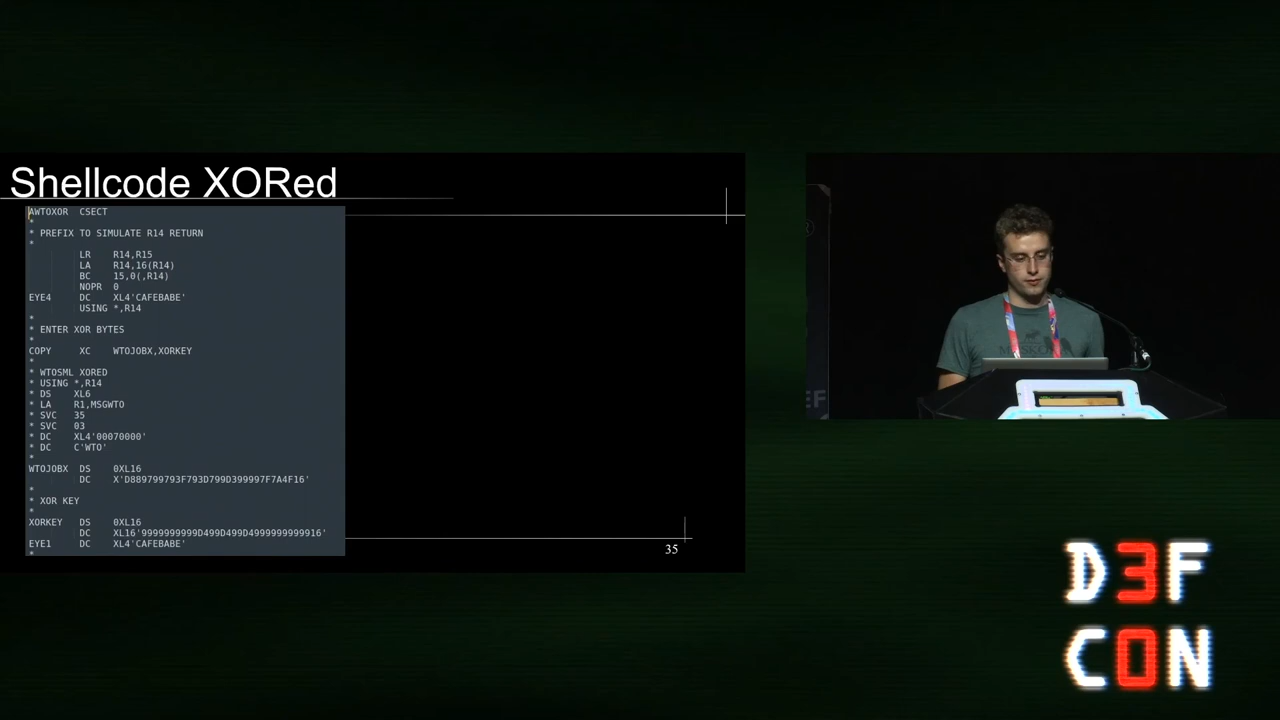 Shellcode XORed
AWTOXOR  CSECT
*
* PREFIX TO SIMULATE R14 RETURN
*
LR    R14,R15
LA    R14,16(R14)
BC    15,0(,R14)
NOPR  0
EYE4     DC    XL4'CAFEBABE'
USING *,R14
*
* ENTER XOR BYTES
*
COPY     XC    WTOJOBX,XORKEY
*
* WTOSML XORED
* USING *,R14
* DS    XL6
* LA    R1,MSGWTO
* SVC   35
* SVC   03
* DC    XL4'00070000'
* DC    C'WTO'
*
WTOJOBX  DS    0XL16
DC    X'D889799793F793D799D399997F7A4F16'
*
* XOR KEY
*
XORKEY   DS    0XL16
DC    XL16'9999999999D499D499D4999999999916'
EYE1     DC    XL4'CAFEBABE'
*
35
EF
D3F
C0N